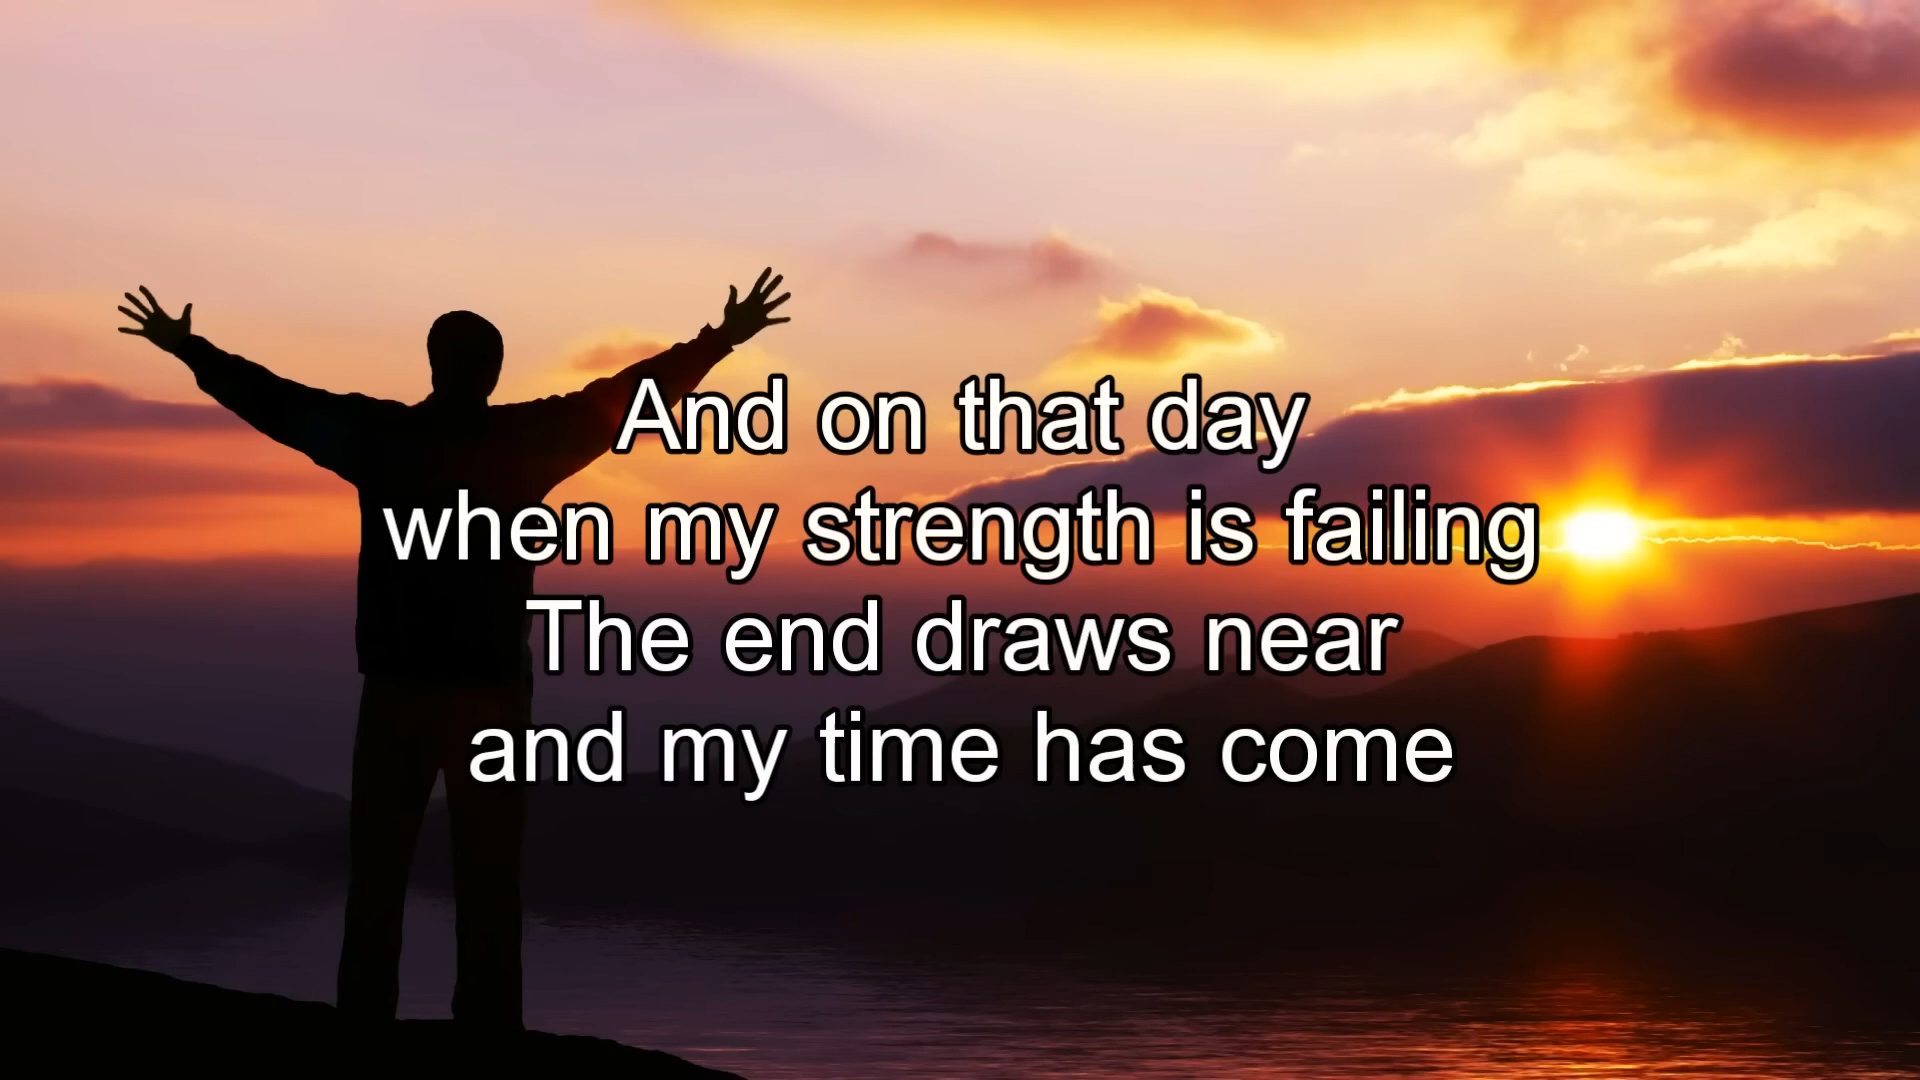 And on that day
when my strength is failing
The end draws near
and my time has come